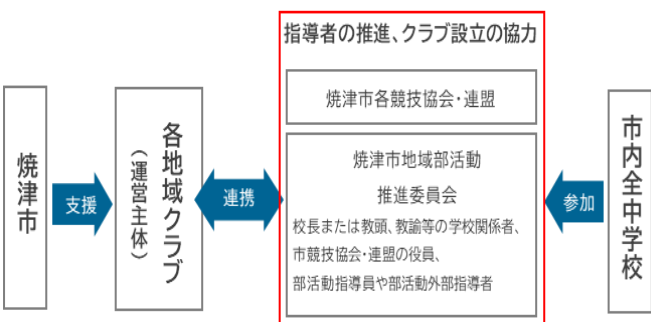 指導者の推進、クラブ設立の協力
焼津市各競技協会・連盟
焼津市地域部活動
推進委員会
校長または教頭、教諭等の学校関係者、
市競技協会・連盟の役員、
部活動指導員や部活動外部指導者
焼津市
支援
各地域クラブ
（運営主体）
連携
参加
市内全中学校